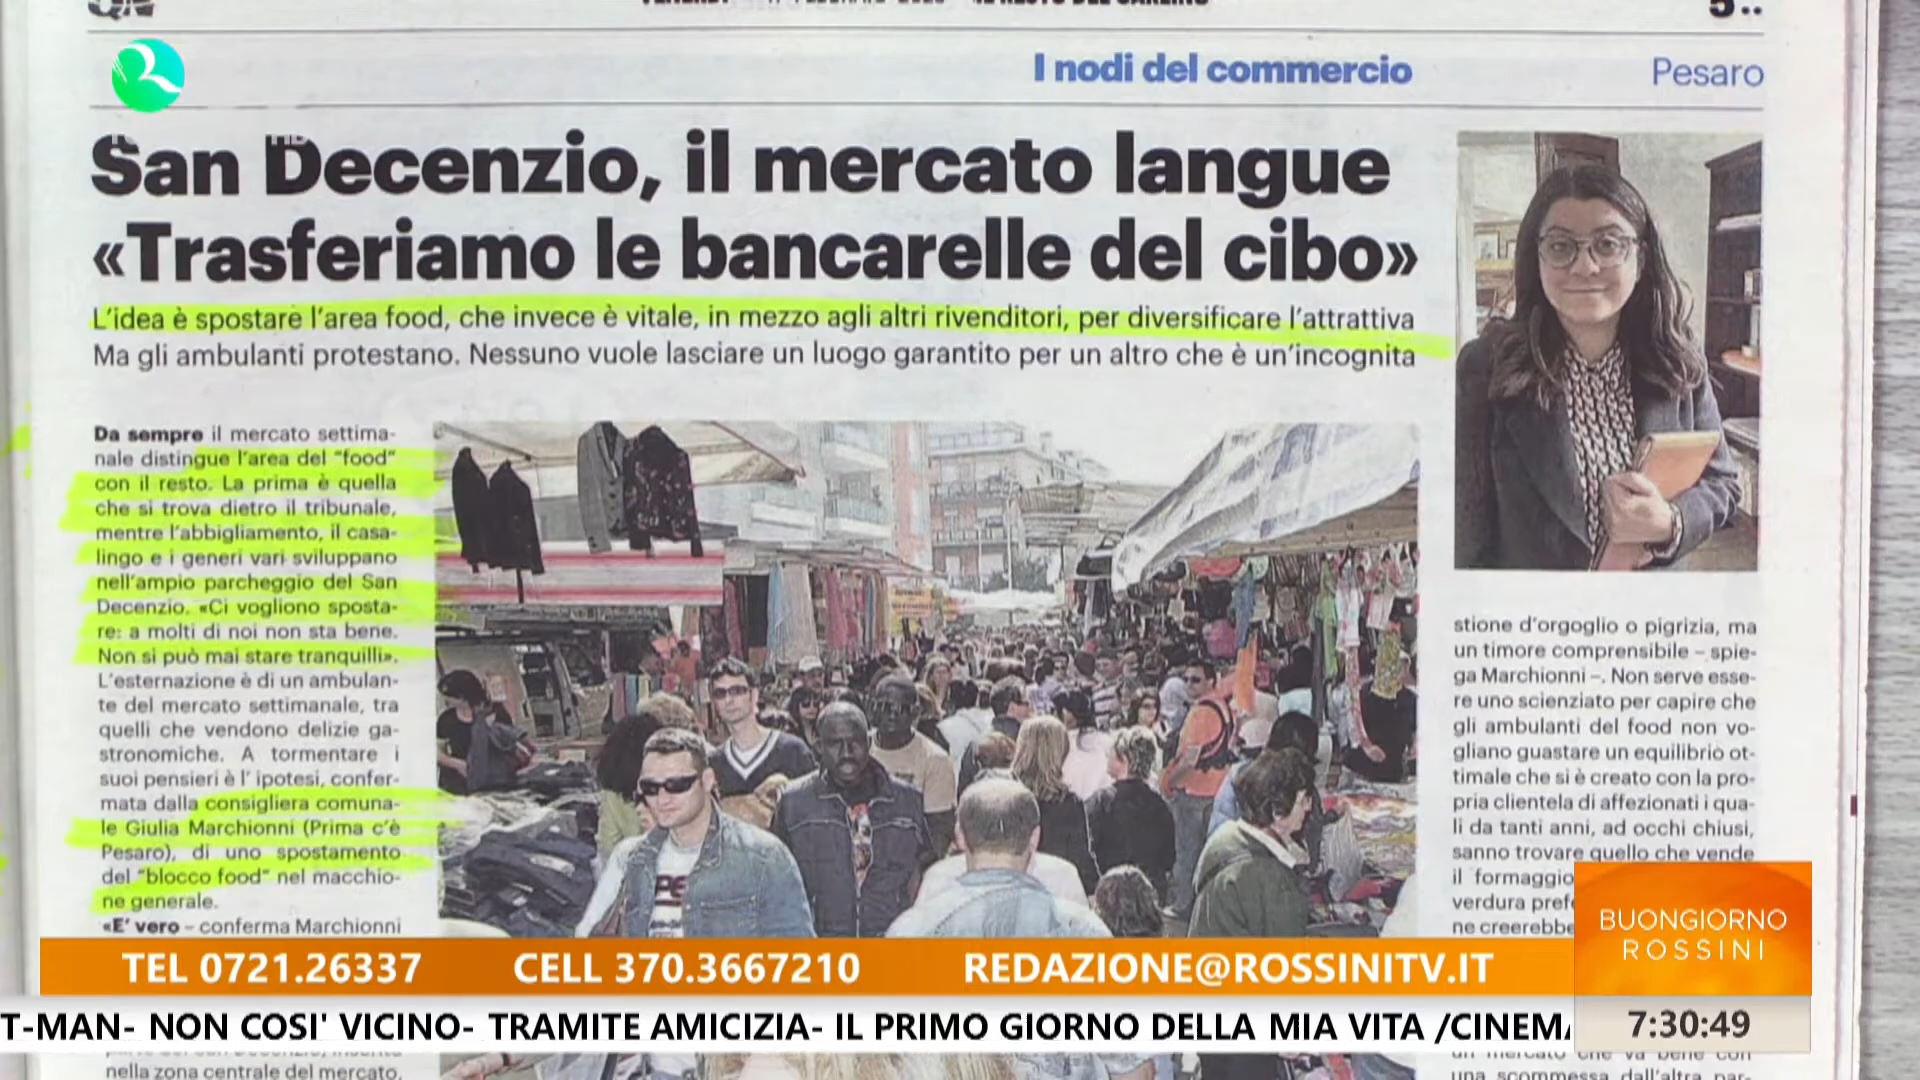 I nodi del commercio
Pesaro
San Decenzio, il mercato langue
«Trasferiamo le bancarelle del cibo»
L'idea è spostare l'area food, che invece è vitale, in mezzo agli altri rivenditori, per diversificare l'attrattiva
Ma gli ambulanti protestano. Nessuno vuole lasciare un luogo garantito per un altro che è un'incognita
Da sempre il mercato settima-
nale distingue l'area del "food"
con il resto. La prima è quella
che si trova dietro il tribunale,
mentre l'abbigliamento, il casa-
lingo e i generi vari sviluppano
nell'ampio parcheggio del San
Decenzio. «Ci vogliono sposta-
re: a molti di noi non sta bene.
Non si può mai stare tranquilli».
L'esternazione è di un ambulan-
te del mercato settimanale, tra
quelli che vendono delizie ga-
stronomiche. A tormentare i
suoi pensieri è l' ipotesi, confer-
mata dalla consigliera comuna-
le Giulia Marchionni (Prima c'è
Pesaro), di uno spostamento
del "blocco food" nel macchio-
ne generale.
«E' vero – conferma Marchionni
nella zona centrale del mercato,
stione d'orgoglio o pigrizia, ma
un timore comprensibile – spie-
ga Marchionni –. Non serve esse-
re uno scienziato per capire che
gli ambulanti del food non vo-
gliano guastare un equilibrio ot-
timale che si è creato con la pro-
pria clientela di affezionati i qua-
li da tanti anni, ad occhi chiusi,
sanno trovare quello che vende
il formaggio
verdura
ne
un mercato che va bene con
una scommessa dall'altra par-
TEL 0721.26337 CELL 370.3667210 REDAZIONE@ROSSINITV.IT
BUONGIORNO
ROSSINI
T-MAN- NON COSI' VICINO- TRAMITE AMICIZIA- IL PRIMO GIORNO DELLA MIA VITA /CINEMA
7:30:49